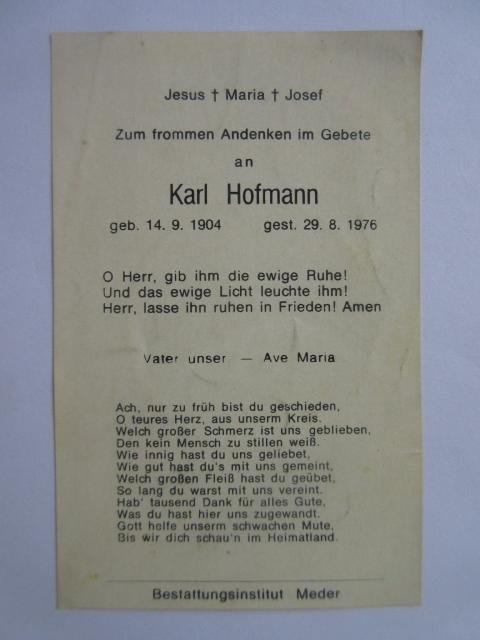 Jesus † Maria † Josef
Zum frommen Andenken im Gebete
an
Karl Hofmann
geb. 14. 9. 1904 gest. 29. 8. 1976
O Herr, gib ihm die ewige Ruhe!
Und das ewige Licht leuchte ihm!
Herr, lasse ihn ruhen in Frieden! Amen
Vater unser — Ave Maria
Ach, nur zu früh bist du geschieden,
O teures Herz, aus unserm Kreis.
Welch großer Schmerz ist uns geblieben,
Den kein Mensch zu stillen weiß.
Wie innig hast du uns geliebet,
Wie gut hast du's mit uns gemeint,
Welch großen Fleiß hast du geübet,
So lang du warst mit uns vereint.
Hab' tausend Dank für alles Gute,
Was du hast hier uns zugewandt.
Gott helfe unserm schwachen Mute,
Bis wir dich schau'n im Heimatland.
Bestattungsinstitut Meder